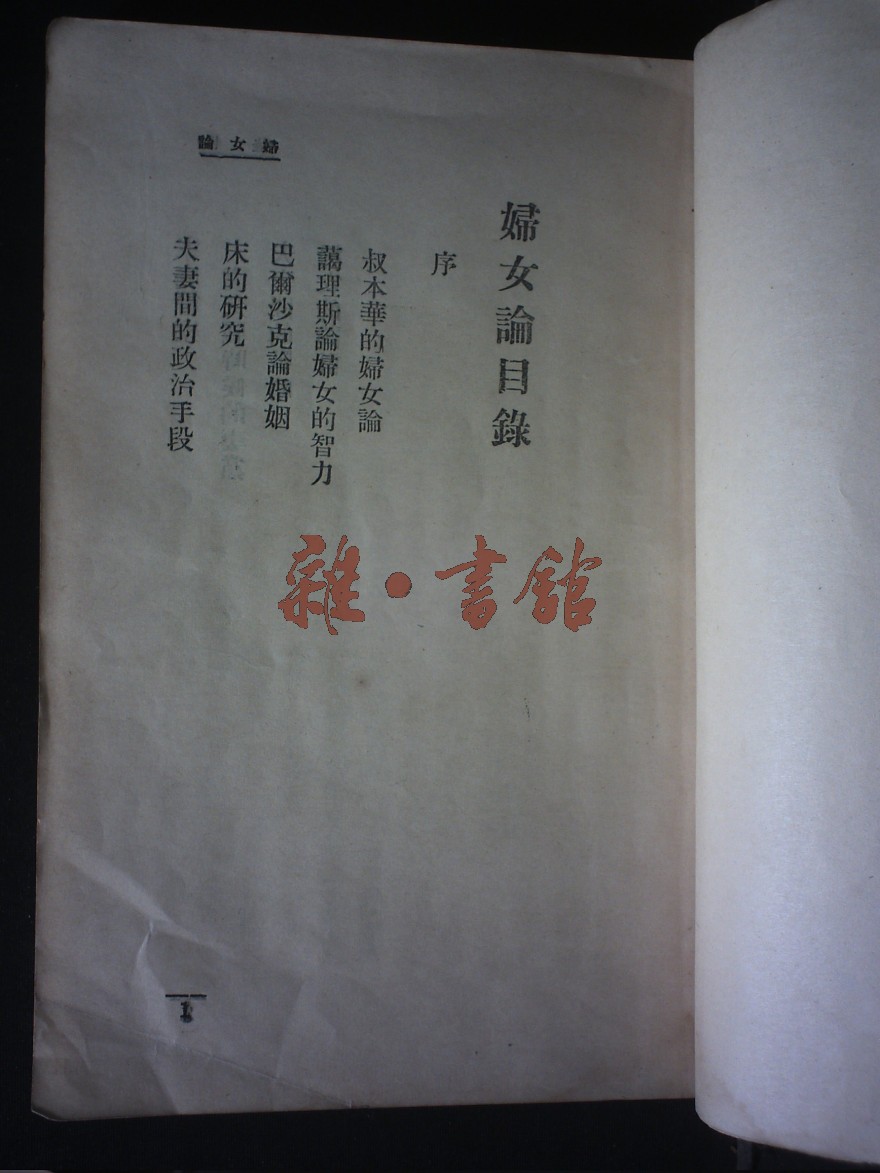 婦女論
婦女論目錄
序
叔本華的婦女論
藹理斯論婦女的智力
巴爾沙克論婚姻
床的研究
夫妻間的政治手段
雜·書館
1